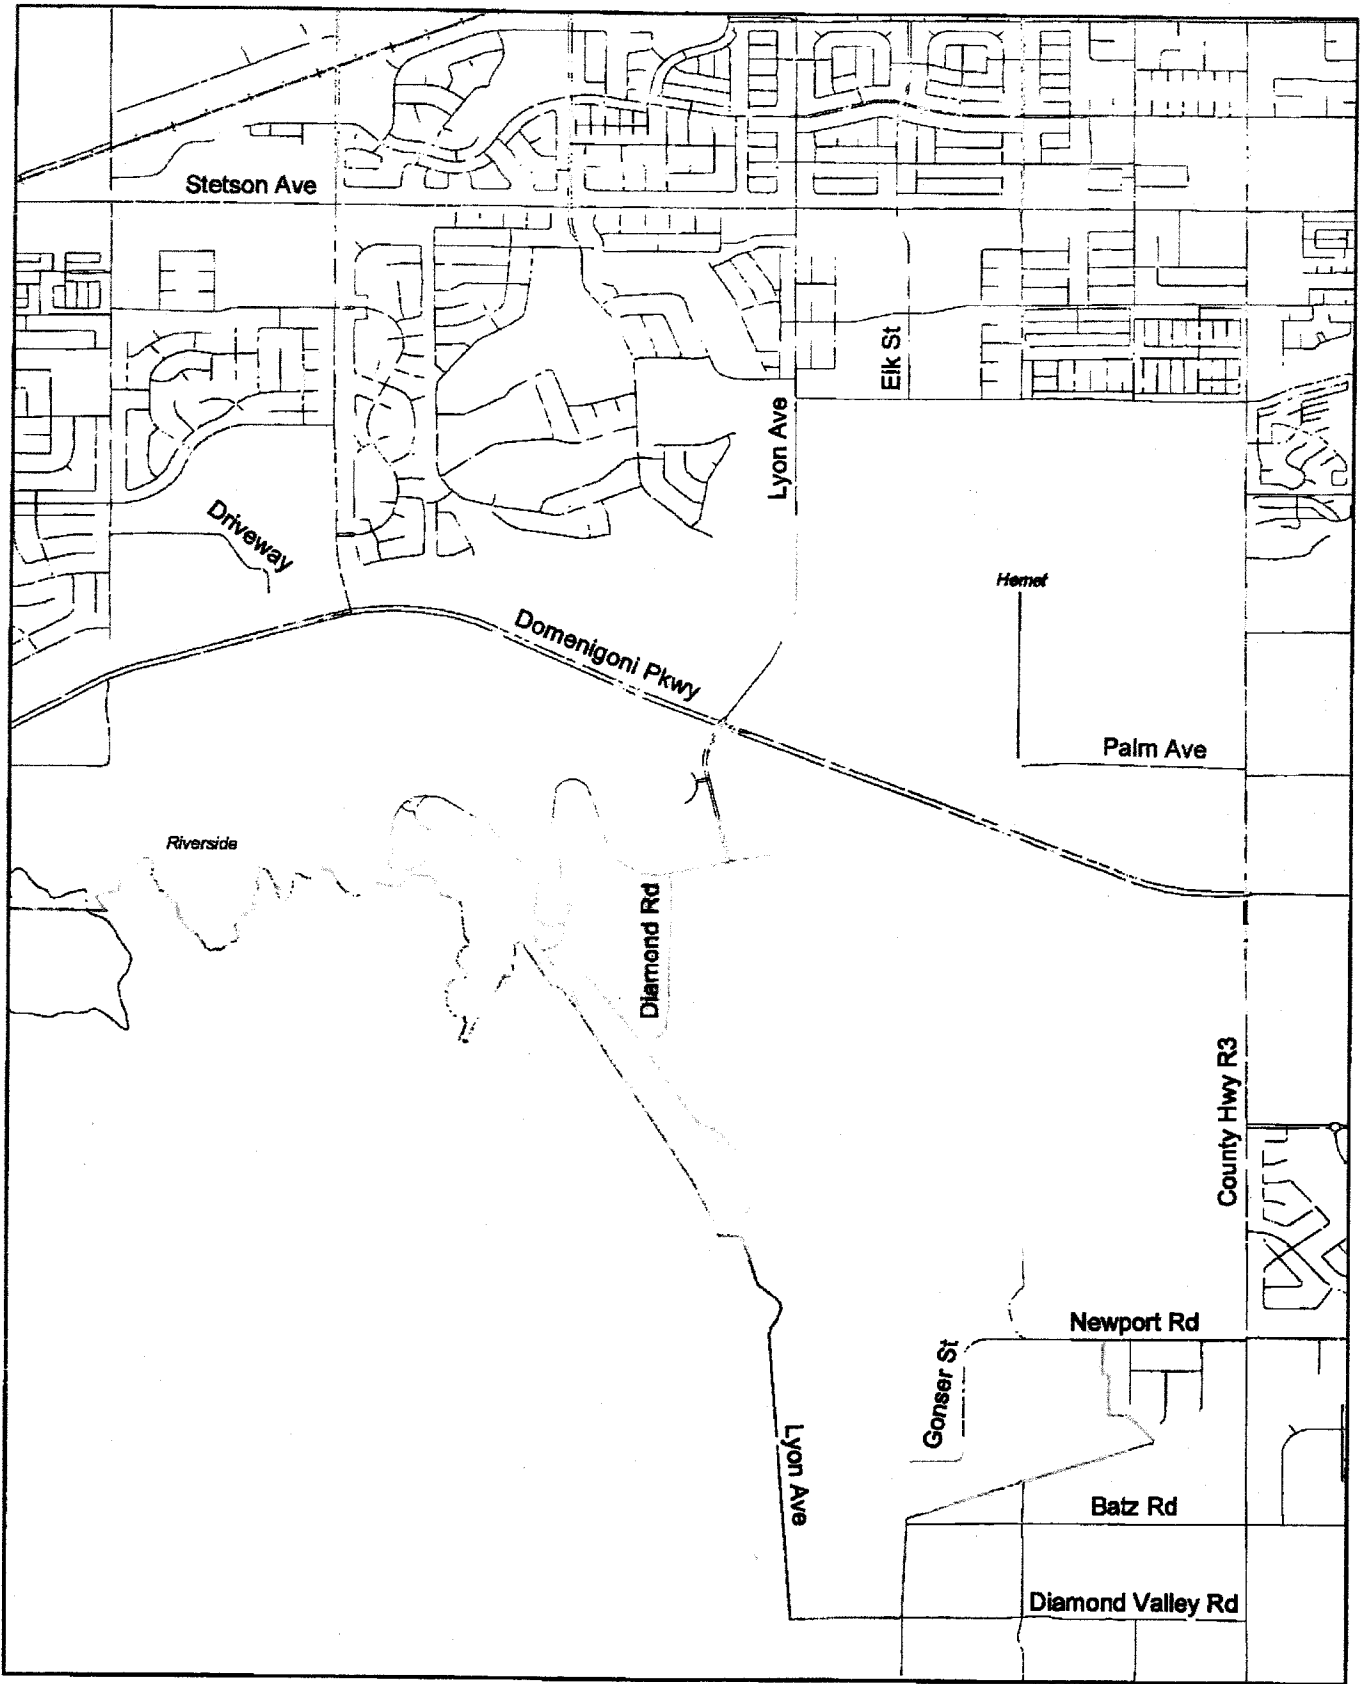 Stetson Ave
Elk St
Lyon Ave
Driveway
Hemet
Domenigoni Pkwy
Palm Ave
Riverside
Diamond Rd
County Hwy R3
Newport Rd
Gonser St
Lyon Ave
Batz Rd
Diamond Valley Rd